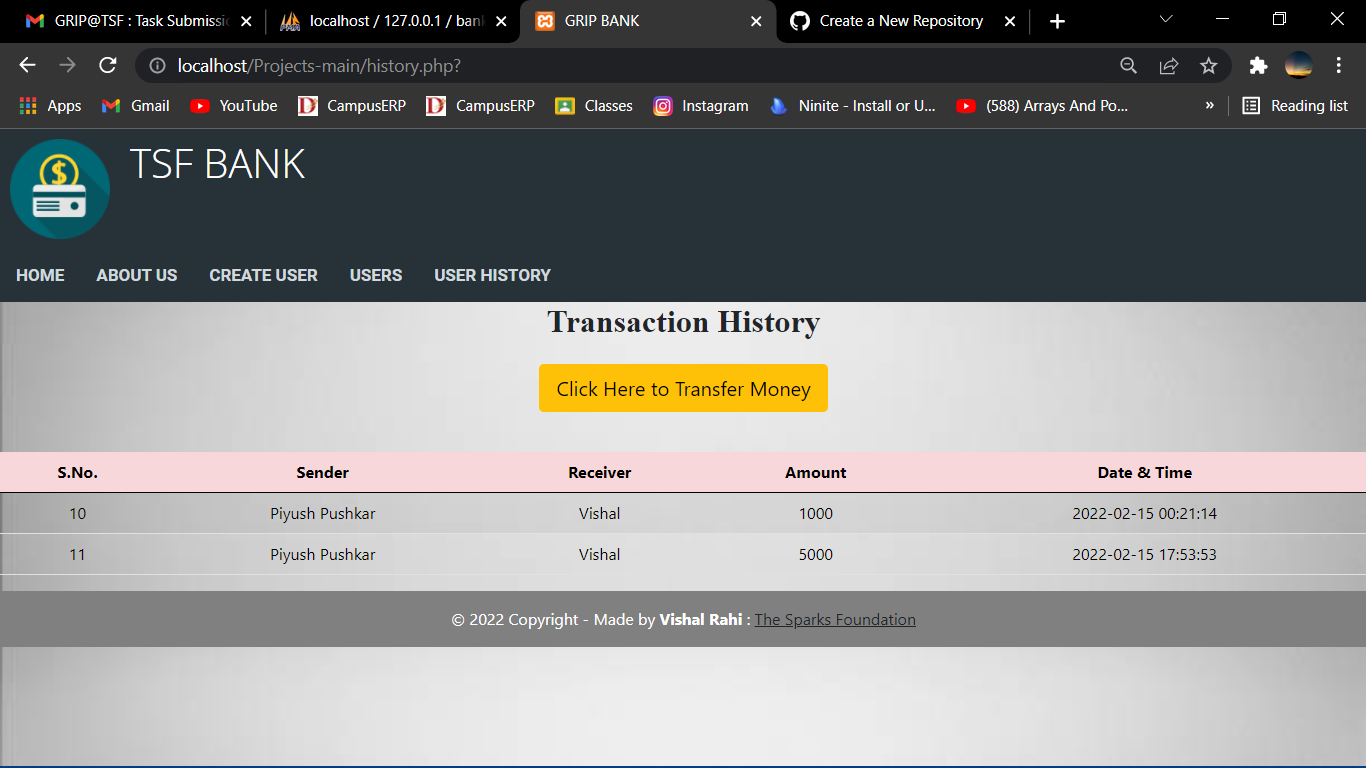 GRIP@TSF : Task Submissi
localhost / 127.0.0.1 / bank
GRIP BANK
Create a New Repository
localhost/Projects-main/history.php?
Apps
Gmail
YouTube
CampusERP
CampusERP
Classes
Instagram
Ninite - Install or U...
(588) Arrays And Po...
»
Reading list
TSF BANK
HOME ABOUT US CREATE USER USERS USER HISTORY
Transaction History
Click Here to Transfer Money
S.No. Sender Receiver Amount Date & Time
10 Piyush Pushkar Vishal 1000 2022-02-15 00:21:14
11 Piyush Pushkar Vishal 5000 2022-02-15 17:53:53
© 2022 Copyright - Made by Vishal Rahi : The Sparks Foundation